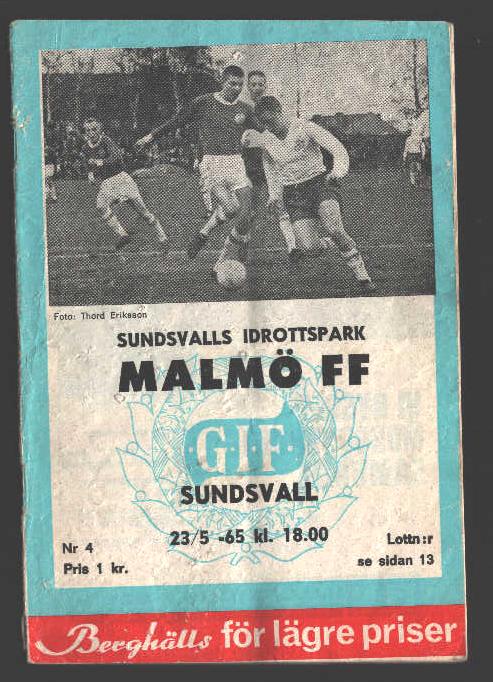 Foto: Thord Eriksson
SUNDSVALLS IDROTTSPARK
MALMÖ FF
G.I.F.
SUNDSVALL
23/5 -65 kl. 18.00
Nr 4
Pris 1 kr.
Lottn:r
se sidan 13
Berghälls för lägre priser